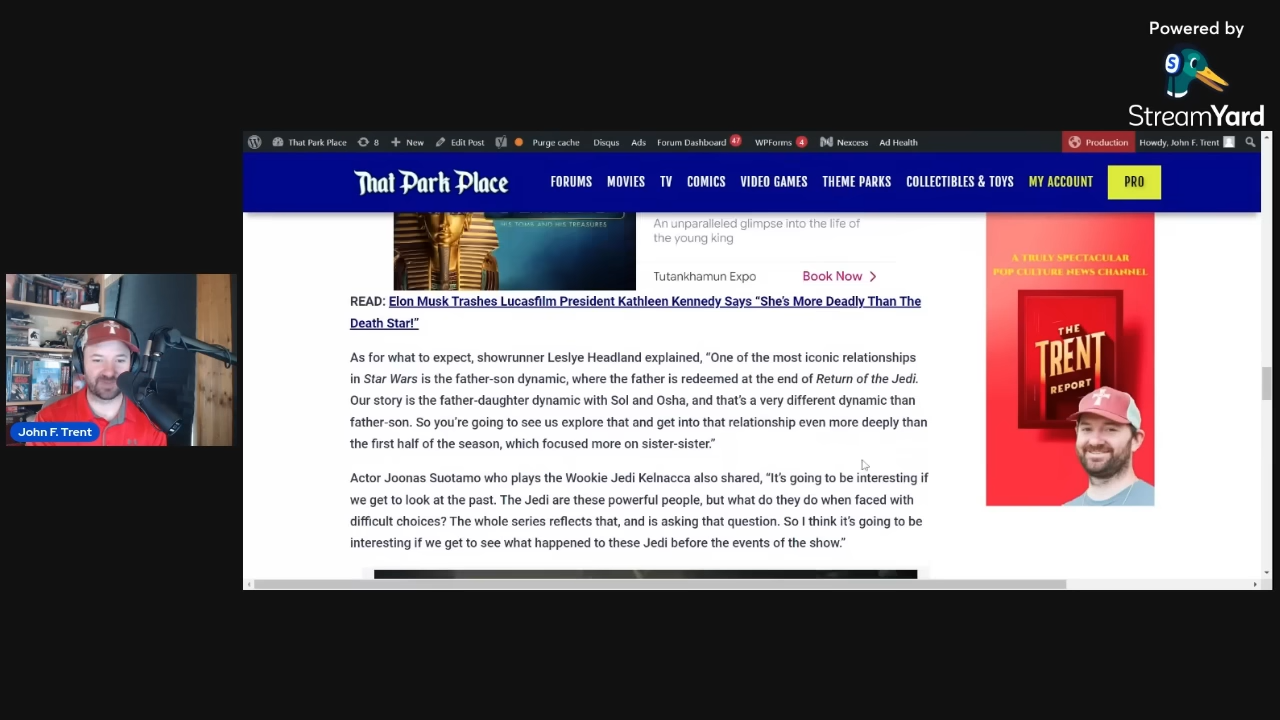 Powered by
S
StreamYard
That Park Place 8 New Edit Post Purge cache Disqus Ads Forum Dashboard 47 WPForms 4 Nexcess Ad Health Production Howdy, John F. Trent
That Park Place FORUMS MOVIES TV COMICS VIDEO GAMES THEME PARKS COLLECTIBLES & TOYS MY ACCOUNT PRO
HIS TOMB AND HIS TREASURES
An unparalleled glimpse into the life of
the young king
Tutankhamun Expo Book Now
READ: Elon Musk Trashes Lucasfilm President Kathleen Kennedy Says “She’s More Deadly Than The
Death Star!”
As for what to expect, showrunner Leslye Headland explained, “One of the most iconic relationships
in Star Wars is the father-son dynamic, where the father is redeemed at the end of Return of the Jedi.
Our story is the father-daughter dynamic with Sol and Osha, and that’s a very different dynamic than
father-son. So you’re going to see us explore that and get into that relationship even more deeply than
the first half of the season, which focused more on sister-sister.”
Actor Joonas Suotamo who plays the Wookie Jedi Kelnacca also shared, “It’s going to be interesting if
we get to look at the past. The Jedi are these powerful people, but what do they do when faced with
difficult choices? The whole series reflects that, and is asking that question. So I think it’s going to be
interesting if we get to see what happened to these Jedi before the events of the show.”
A TRULY SPECTACULAR
POP CULTURE NEWS CHANNEL
THE
TRENT
REPORT
T
John F. Trent